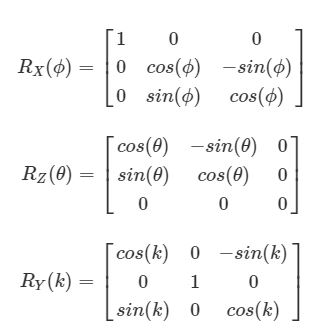 R_X(ϕ) = [1 0 0
0 cos(ϕ) −sin(ϕ)
0 sin(ϕ) cos(ϕ)]
R_Z(θ) = [cos(θ) −sin(θ) 0
sin(θ) cos(θ) 0
0 0 0]
R_Y(k) = [cos(k) 0 −sin(k)
0 1 0
sin(k) 0 cos(k)]